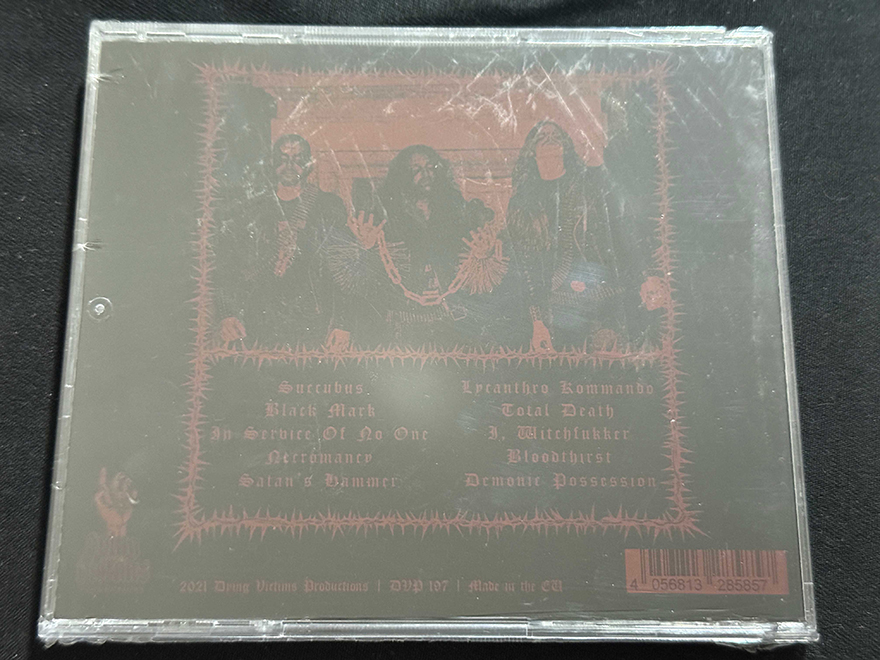 Succubus
Black Mark
In Service Of No One
Necromancy
Satan's Hammer
Lycanthro Kommando
Total Death
I, Witchfukker
Bloodthirst
Demonic Possession
2021 Dying Victims Productions | DVP 197 | Made in the EU
4 056813 285857